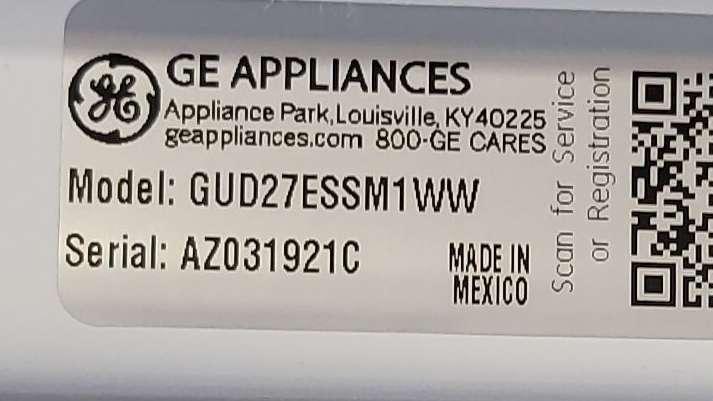 GE APPLIANCES
Appliance Park, Louisville, KY40225
geappliances.com 800-GE CARES
Model: GUD27ESSM1WW
Serial: AZ031921C
MADE IN
MEXICO
Scan for Service
or Registration